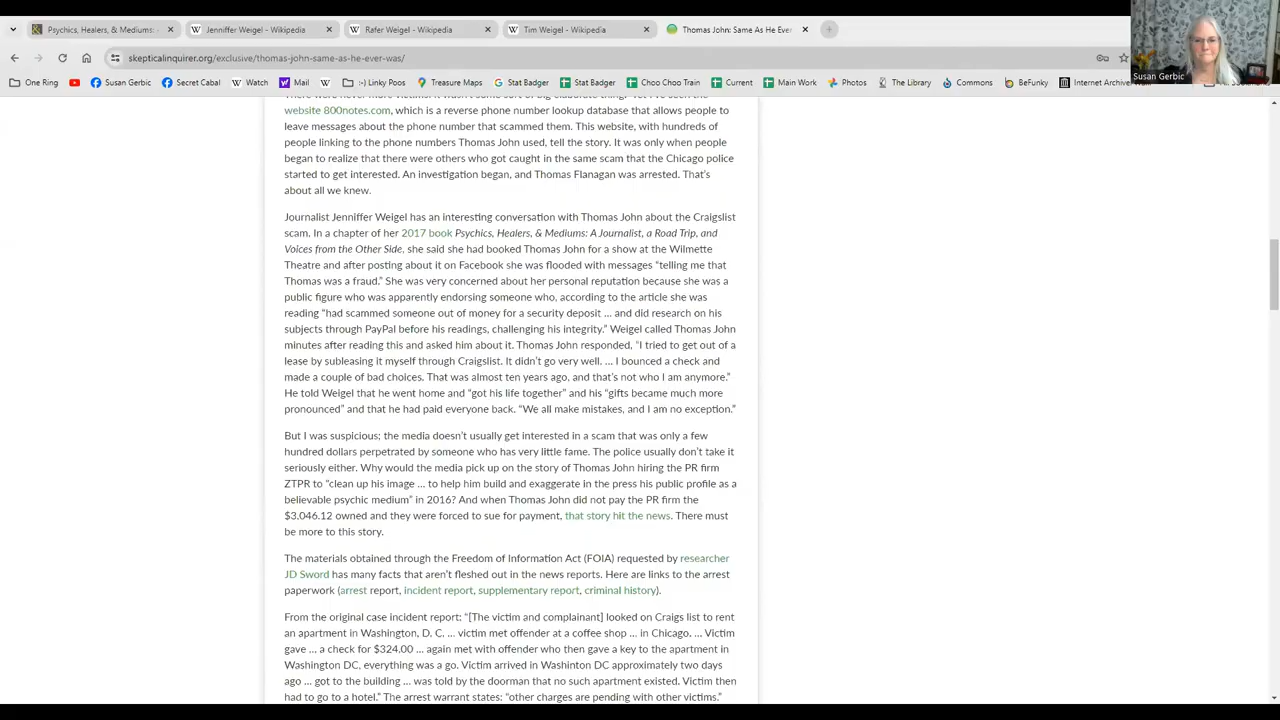 Psychics, Healers, & Mediums: -
Jenniffer Weigel - Wikipedia
Rafer Weigel - Wikipedia
Tim Weigel - Wikipedia
Thomas John: Same As He Ever
skepticalinquirer.org/exclusive/thomas-john-same-as-he-ever-was/
One Ring
Susan Gerbic
Secret Cabal
Watch
Mail
:-) Linky Poos
Treasure Maps
Stat Badger
Stat Badger
Choo Choo Train
Current
Main Work
Photos
The Library
Commons
BeFunky
Internet Archive
Susan Gerbic
website 800notes.com, which is a reverse phone number lookup database that allows people to
leave messages about the phone number that scammed them. This website, with hundreds of
people linking to the phone numbers Thomas John used, tell the story. It was only when people
began to realize that there were others who got caught in the same scam that the Chicago police
started to get interested. An investigation began, and Thomas Flanagan was arrested. That's
about all we knew.
Journalist Jenniffer Weigel has an interesting conversation with Thomas John about the Craigslist
scam. In a chapter of her 2017 book Psychics, Healers, & Mediums: A Journalist, a Road Trip, and
Voices from the Other Side, she said she had booked Thomas John for a show at the Wilmette
Theatre and after posting about it on Facebook she was flooded with messages "telling me that
Thomas was a fraud." She was very concerned about her personal reputation because she was a
public figure who was apparently endorsing someone who, according to the article she was
reading "had scammed someone out of money for a security deposit ... and did research on his
subjects through PayPal before his readings, challenging his integrity." Weigel called Thomas John
minutes after reading this and asked him about it. Thomas John responded, "I tried to get out of a
lease by subleasing it myself through Craigslist. It didn't go very well. ... I bounced a check and
made a couple of bad choices. That was almost ten years ago, and that's not who I am anymore."
He told Weigel that he went home and "got his life together" and his "gifts became much more
pronounced" and that he had paid everyone back. "We all make mistakes, and I am no exception."
But I was suspicious; the media doesn't usually get interested in a scam that was only a few
hundred dollars perpetrated by someone who has very little fame. The police usually don't take it
seriously either. Why would the media pick up on the story of Thomas John hiring the PR firm
ZTPR to "clean up his image ... to help him build and exaggerate in the press his public profile as a
believable psychic medium" in 2016? And when Thomas John did not pay the PR firm the
$3,046.12 owned and they were forced to sue for payment, that story hit the news. There must
be more to this story.
The materials obtained through the Freedom of Information Act (FOIA) requested by researcher
JD Sword has many facts that aren't fleshed out in the news reports. Here are links to the arrest
paperwork (arrest report, incident report, supplementary report, criminal history).
From the original case incident report: "[The victim and complainant] looked on Craigs list to rent
an apartment in Washington, D. C. ... victim met offender at a coffee shop ... in Chicago. ... Victim
gave ... a check for $324.00 ... again met with offender who then gave a key to the apartment in
Washington DC, everything was a go. Victim arrived in Washinton DC approximately two days
ago ... got to the building ... was told by the doorman that no such apartment existed. Victim then
had to go to a hotel." The arrest warrant states: "other charges are pending with other victims."